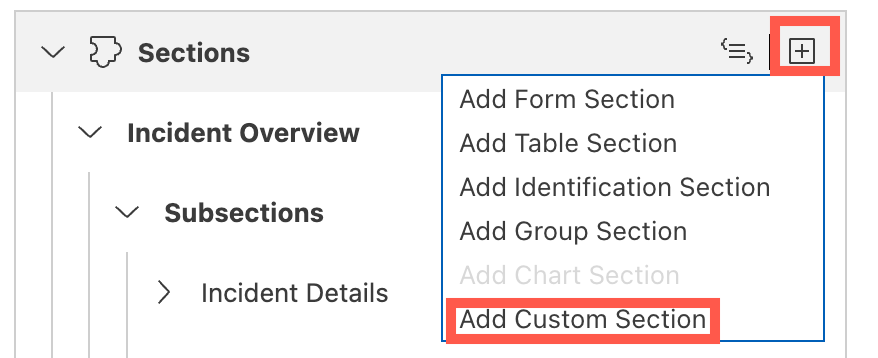 Sections
Add Form Section
Add Table Section
Incident Overview
Add Identification Section
Subsections
Add Group Section
Add Chart Section
Incident Details
Add Custom Section